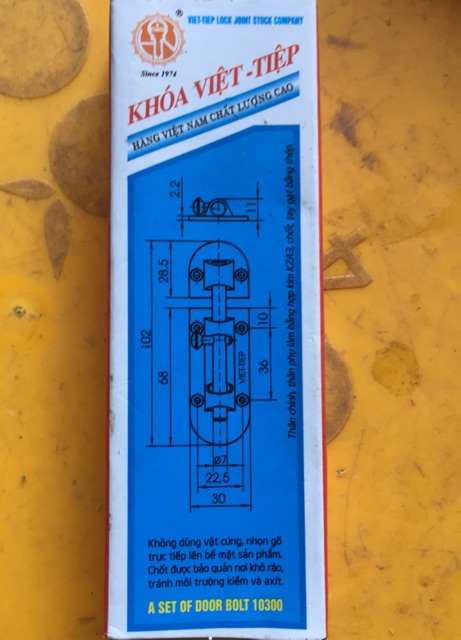 VIET-TIEP LOCK JOINT STOCK COMPANY
®
Since 1974
KHÓA VIỆT-TIỆP
HÀNG VIỆT NAM CHẤT LƯỢNG CAO
2.2
11
28.5
10
102
68
36
VIET-TIEP
Ø7
22,5
30
Thân chính, thân phụ làm bằng hợp kim KZA3, chốt, tay gạt bằng thép.
Không dùng vật cứng, nhọn gõ
trực tiếp lên bề mặt sản phẩm.
Chốt được bảo quản nơi khô ráo,
tránh môi trường kiềm và axít.
A SET OF DOOR BOLT 10300